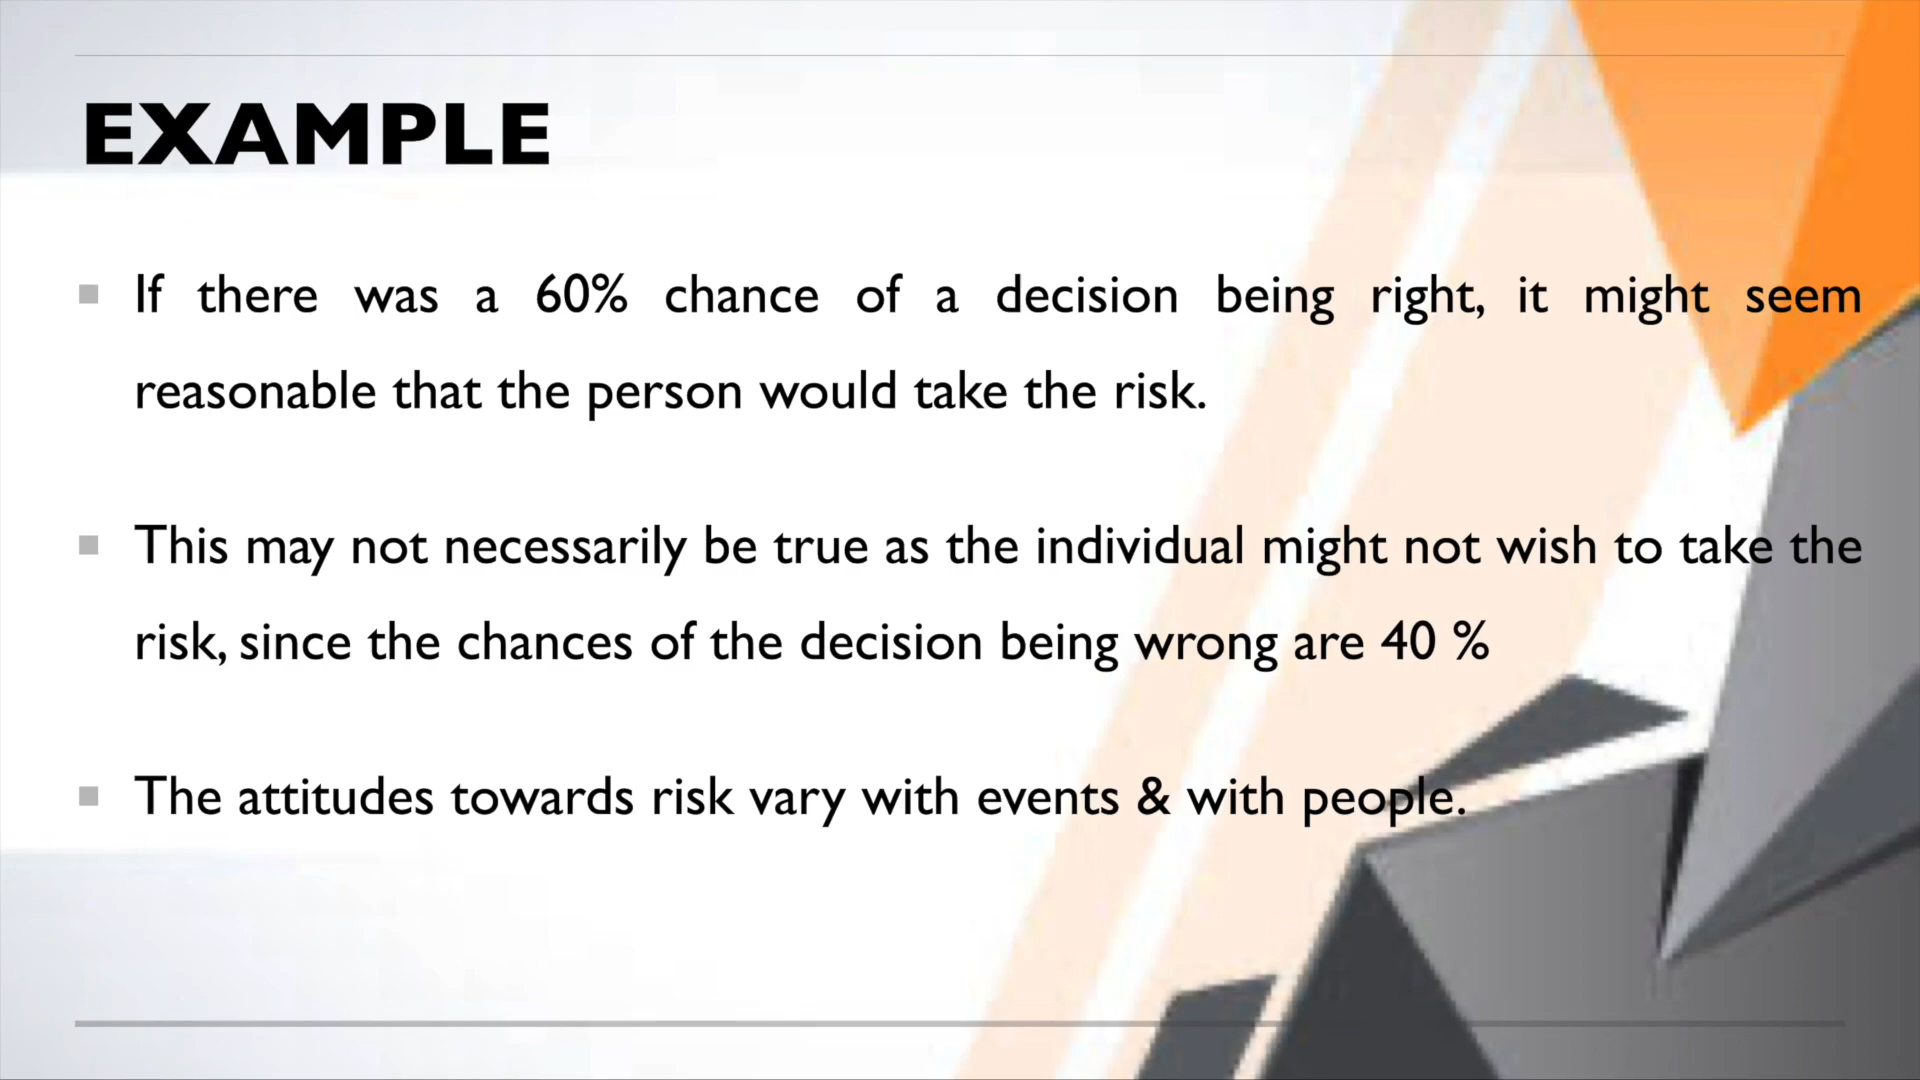 EXAMPLE
If there was a 60% chance of a decision being right, it might seem
reasonable that the person would take the risk.
This may not necessarily be true as the individual might not wish to take the
risk, since the chances of the decision being wrong are 40 %
The attitudes towards risk vary with events & with people.